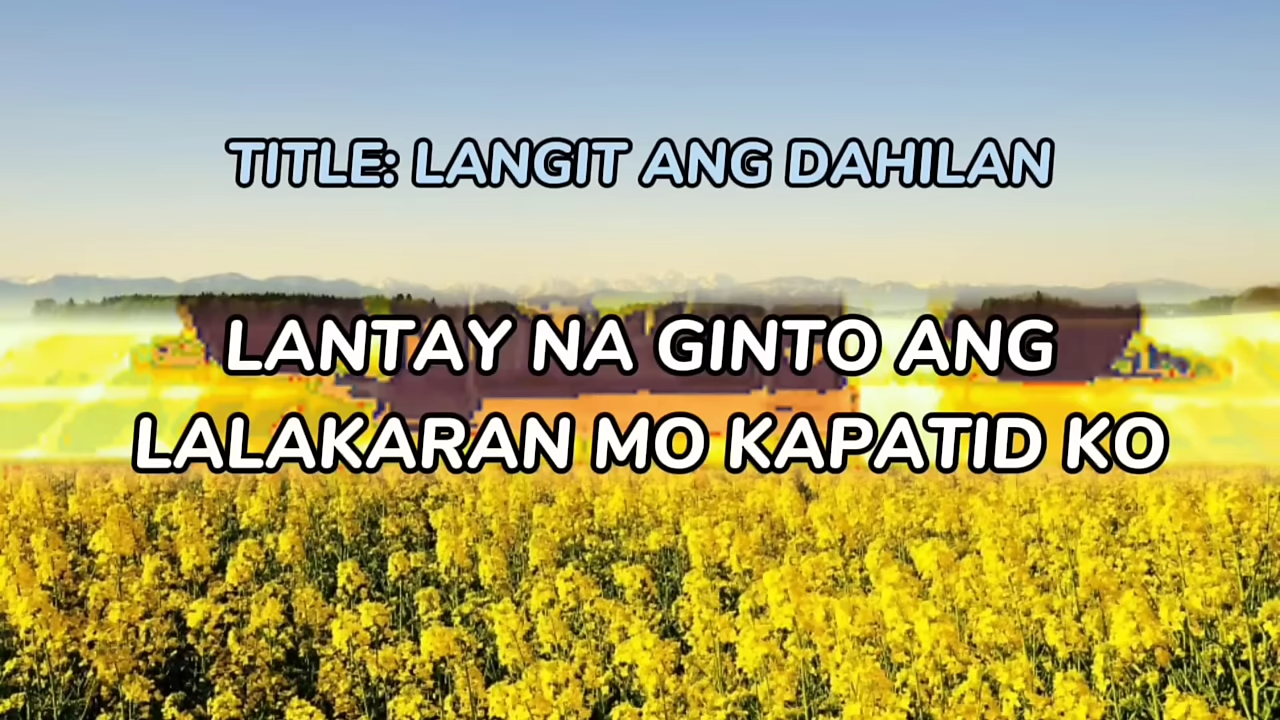 TITLE: LANGIT ANG DAHILAN
LANTAY NA GINTO ANG
LALAKARAN MO KAPATID KO